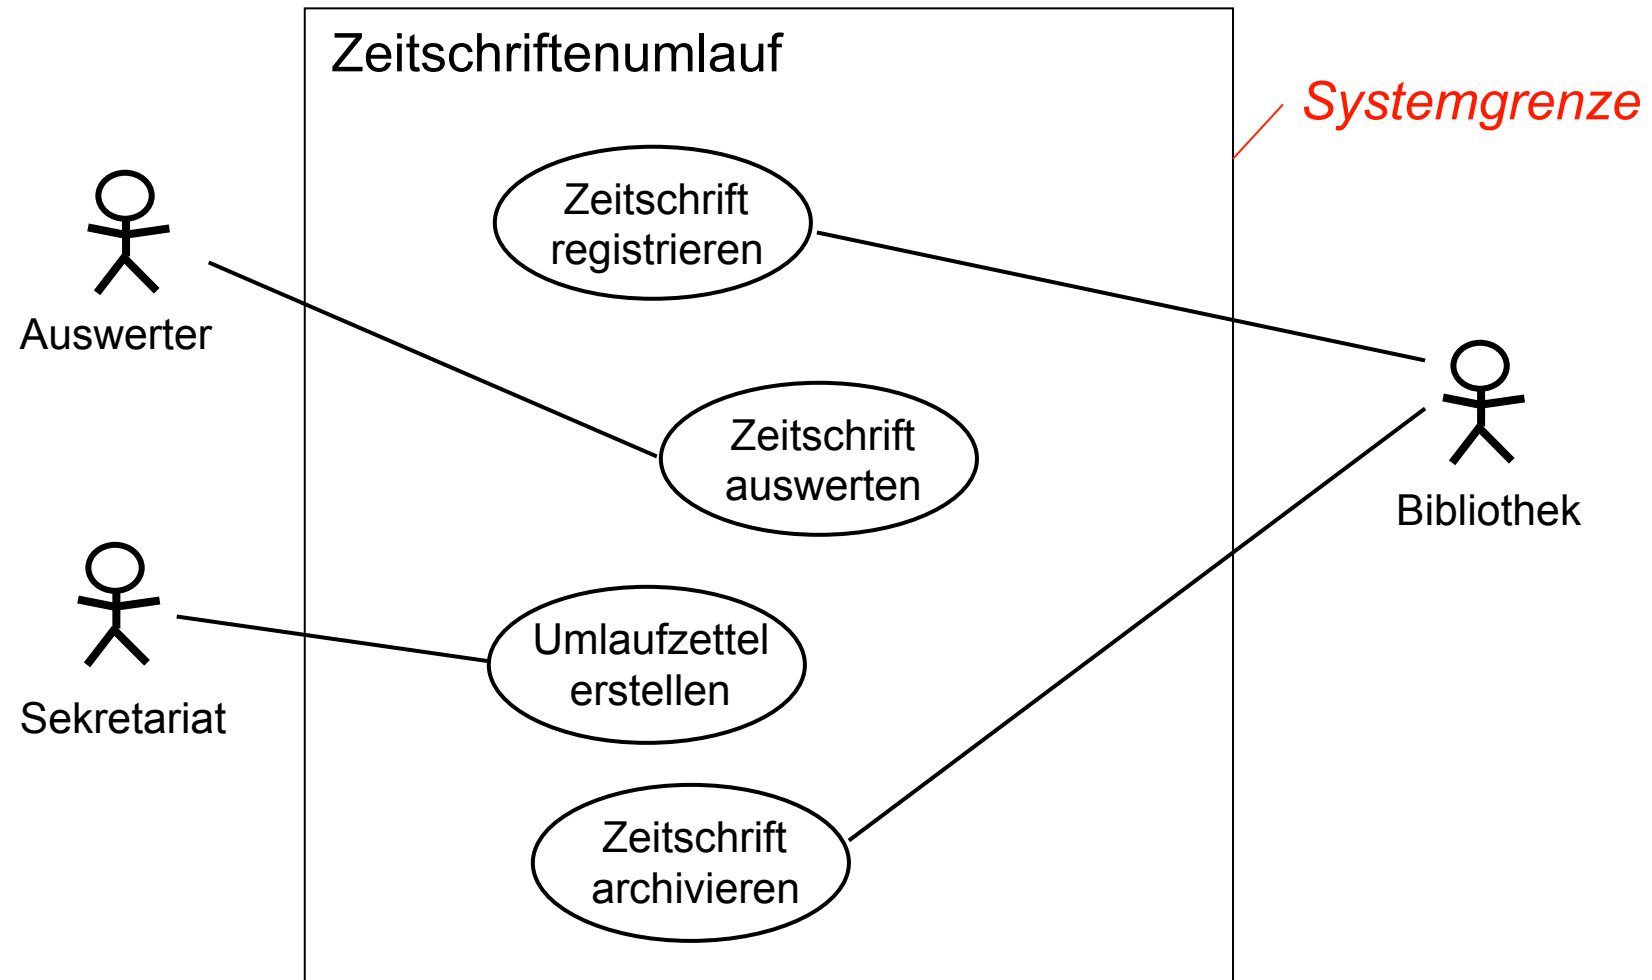 Zeitschriftenumlauf
Systemgrenze
Zeitschrift
registrieren
Auswerter
Zeitschrift
auswerten
Bibliothek
Umlaufzettel
erstellen
Sekretariat
Zeitschrift
archivieren